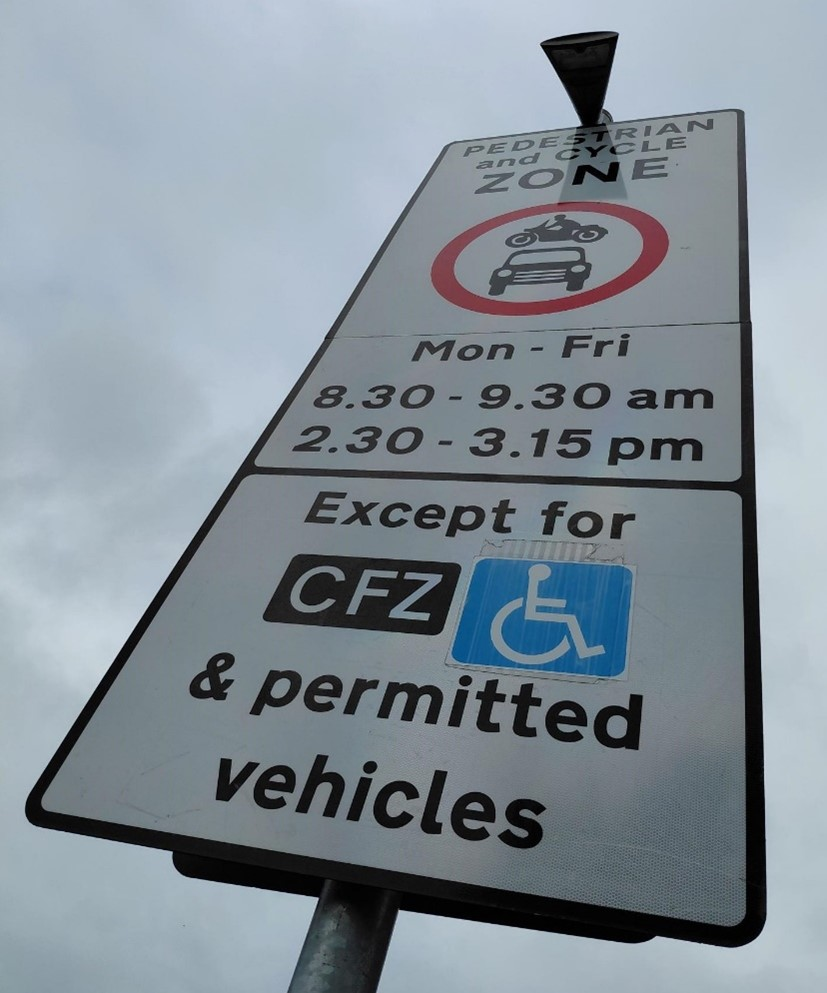 PEDESTRIAN
and CYCLE
ZONE
Mon - Fri
8.30 - 9.30 am
2.30 - 3.15 pm
Except for
CFZ
& permitted
vehicles